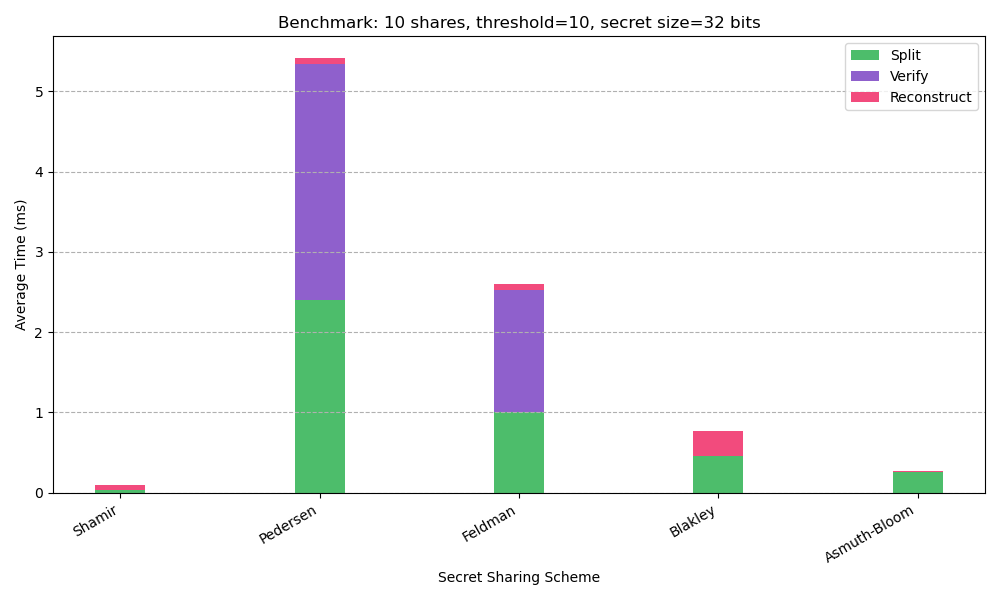 Benchmark: 10 shares, threshold=10, secret size=32 bits
Split
Verify
Reconstruct
Average Time (ms)
5
4
3
2
1
0
Shamir
Pedersen
Feldman
Blakley
Asmuth-Bloom
Secret Sharing Scheme